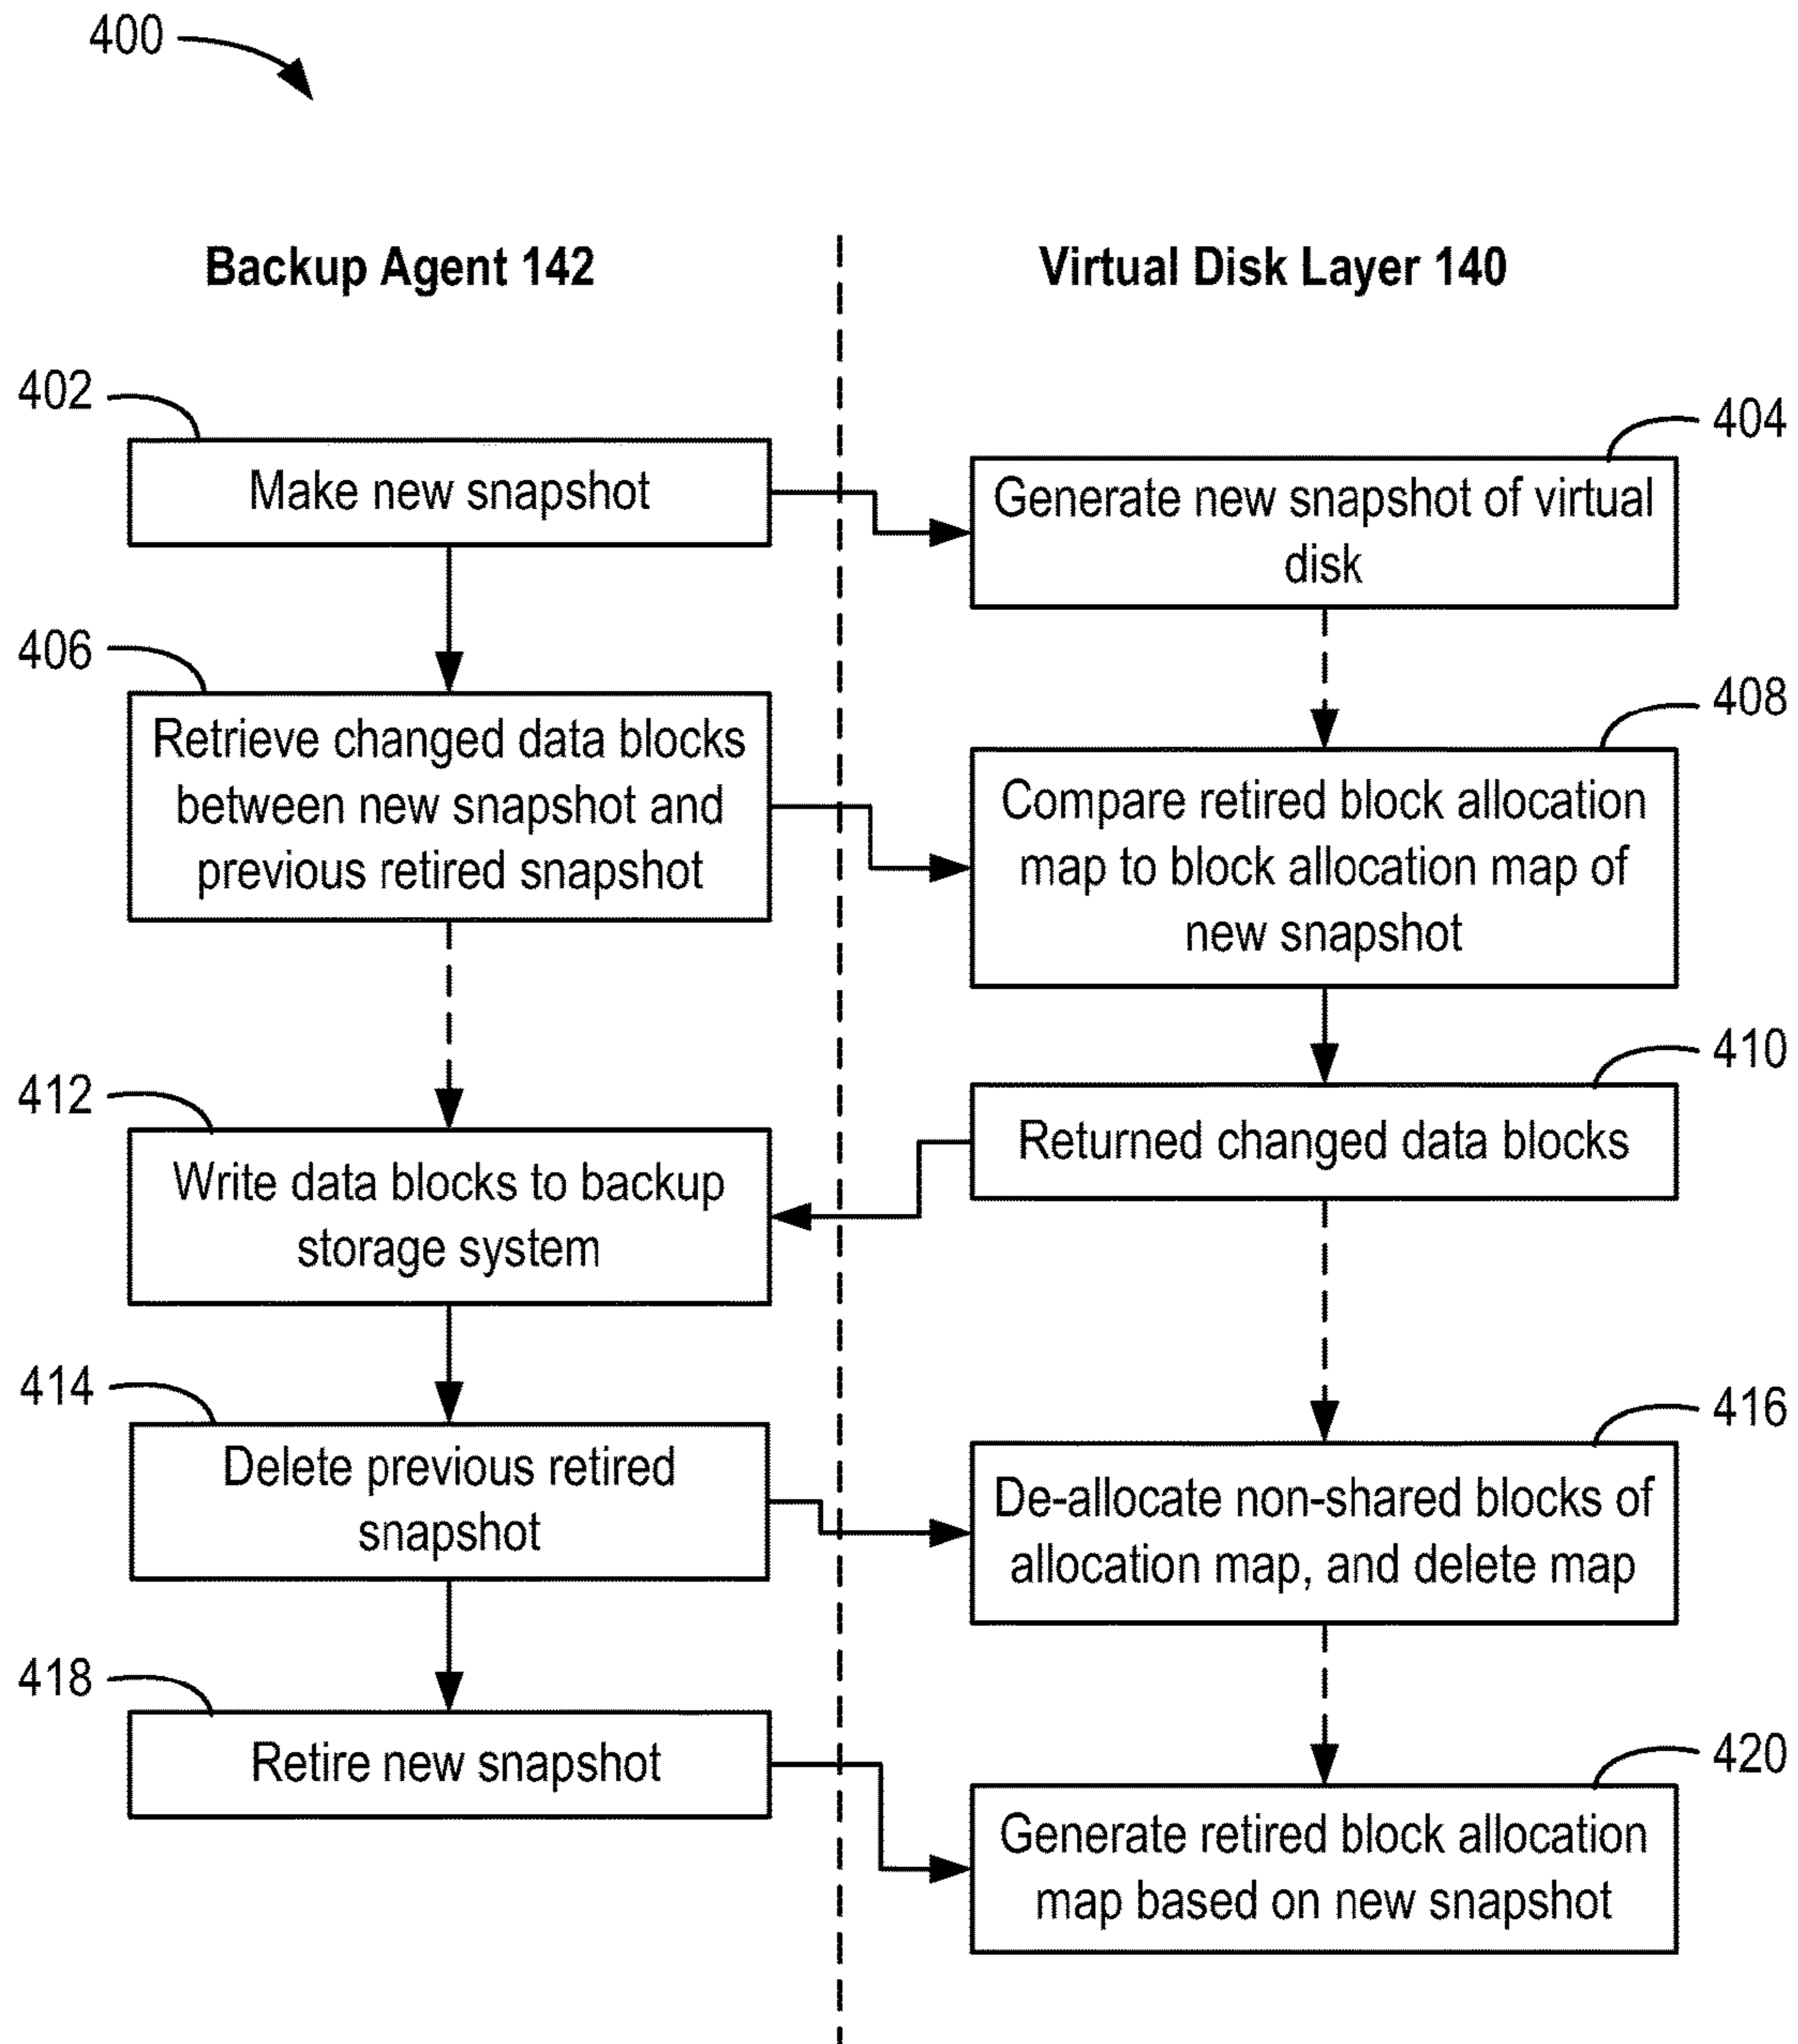 400
Backup Agent 142
Virtual Disk Layer 140
402
Make new snapshot
404
Generate new snapshot of virtual
disk
406
Retrieve changed data blocks
between new snapshot and
previous retired snapshot
408
Compare retired block allocation
map to block allocation map of
new snapshot
410
Returned changed data blocks
412
Write data blocks to backup
storage system
414
Delete previous retired
snapshot
416
De-allocate non-shared blocks of
allocation map, and delete map
418
Retire new snapshot
420
Generate retired block allocation
map based on new snapshot